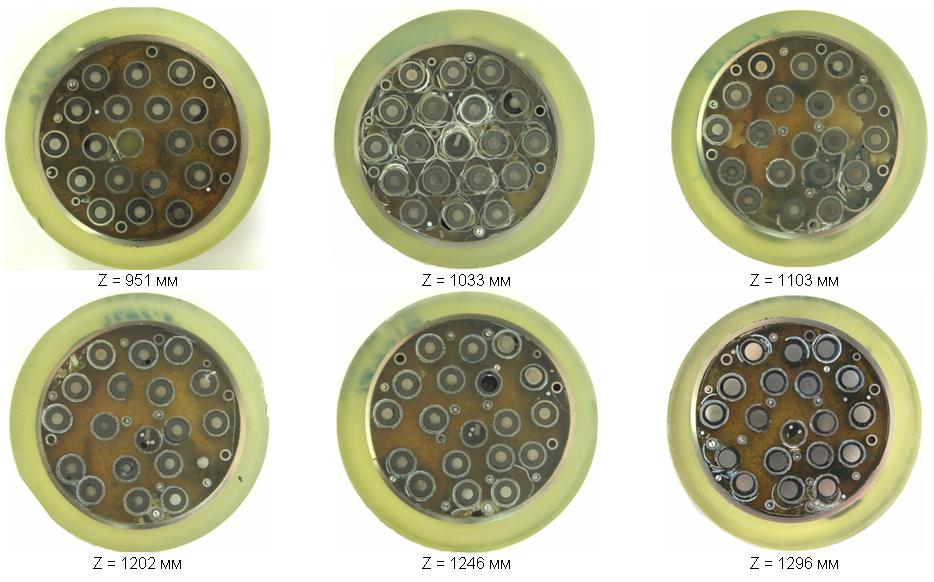 Z = 951 мм
Z = 1033 мм
Z = 1103 мм
Z = 1202 мм
Z = 1246 мм
Z = 1296 мм